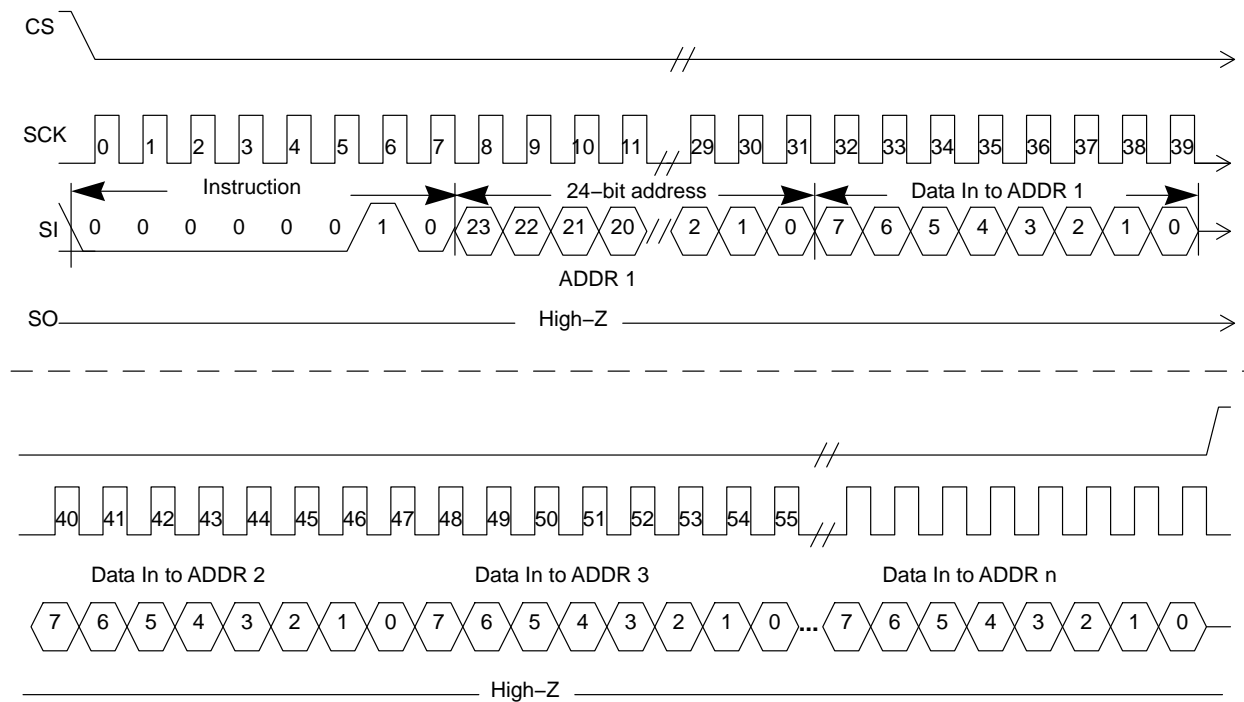 CS
SCK 0 1 2 3 4 5 6 7 8 9 10 11 29 30 31 32 33 34 35 36 37 38 39
Instruction 24−bit address Data In to ADDR 1
SI 0 0 0 0 0 0 1 0 23 22 21 20 2 1 0 7 6 5 4 3 2 1 0
ADDR 1
SO High−Z
40 41 42 43 44 45 46 47 48 49 50 51 52 53 54 55
Data In to ADDR 2 Data In to ADDR 3 Data In to ADDR n
7 6 5 4 3 2 1 0 7 6 5 4 3 2 1 0 ... 7 6 5 4 3 2 1 0
High−Z